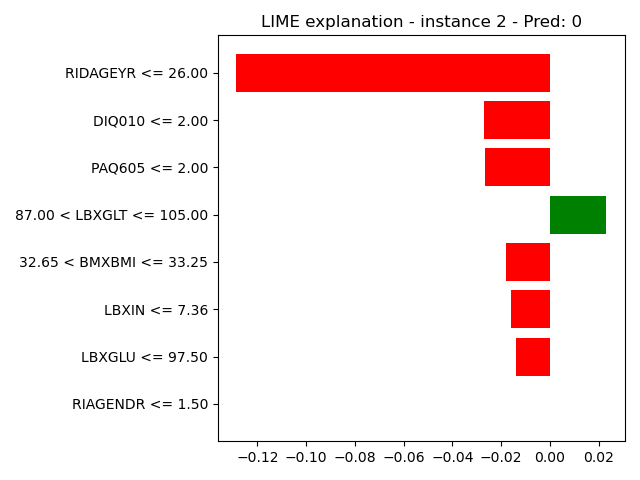 LIME explanation - instance 2 - Pred: 0
RIDAGEYR <= 26.00
DIQ010 <= 2.00
PAQ605 <= 2.00
87.00 < LBXGLT <= 105.00
32.65 < BMXBMI <= 33.25
LBXIN <= 7.36
LBXGLU <= 97.50
RIAGENDR <= 1.50
−0.12 −0.10 −0.08 −0.06 −0.04 −0.02 0.00 0.02